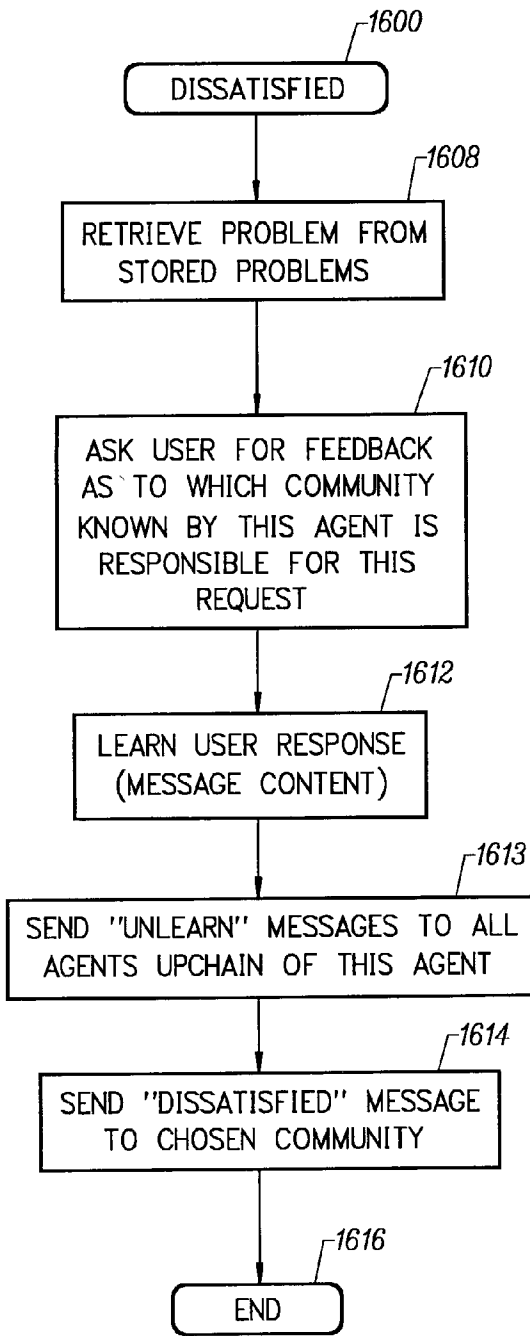 1600
DISSATISFIED
1608
RETRIEVE PROBLEM FROM
STORED PROBLEMS
1610
ASK USER FOR FEEDBACK
AS TO WHICH COMMUNITY
KNOWN BY THIS AGENT IS
RESPONSIBLE FOR THIS
REQUEST
1612
LEARN USER RESPONSE
(MESSAGE CONTENT)
1613
SEND "UNLEARN" MESSAGES TO ALL
AGENTS UPCHAIN OF THIS AGENT
1614
SEND "DISSATISFIED" MESSAGE
TO CHOSEN COMMUNITY
1616
END